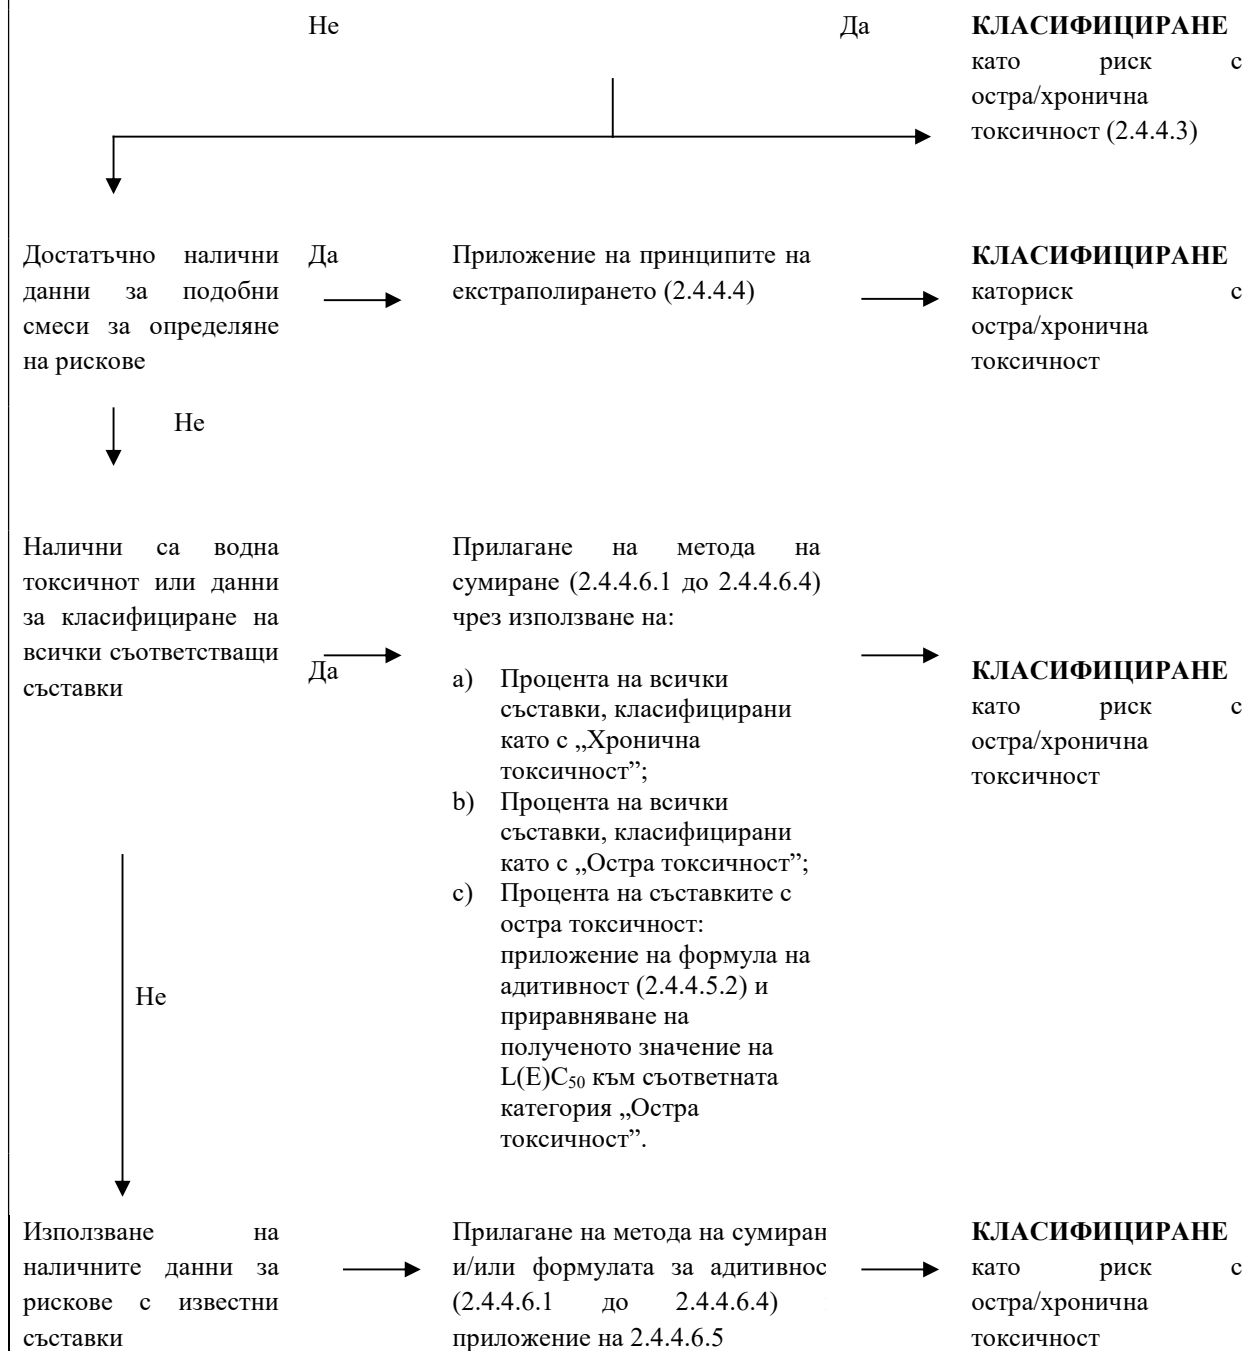 Не
Да
КЛАСИФИЦИРАНЕ
като риск с
остра/хронична
токсичност (2.4.4.3)
Достатъчно налични
данни за подобни
смеси за определяне
на рискове
Да
Приложение на принципите на
екстраполирането (2.4.4.4)
КЛАСИФИЦИРАНЕ
каториск с
остра/хронична
токсичност
Не
Налични са водна
токсичнот или данни
за класифициране на
всички съответстващи
съставки
Да
Прилагане на метода на
сумиране (2.4.4.6.1 до 2.4.4.6.4)
чрез използване на:
a) Процента на всички
съставки, класифицирани
като с „Хронична
токсичност”;
b) Процента на всички
съставки, класифицирани
като с „Остра токсичност”;
c) Процента на съставките с
остра токсичност:
приложение на формула на
адитивност (2.4.4.5.2) и
приравняване на
полученото значение на
L(E)C₅₀ към съответната
категория „Остра
токсичност”.
КЛАСИФИЦИРАНЕ
като риск с
остра/хронична
токсичност
Не
Използване на
наличните данни за
рискове с известни
съставки
Прилагане на метода на сумиран
и/или формулата за адитивнос
(2.4.4.6.1 до 2.4.4.6.4)
приложение на 2.4.4.6.5
КЛАСИФИЦИРАНЕ
като риск с
остра/хронична
токсичност